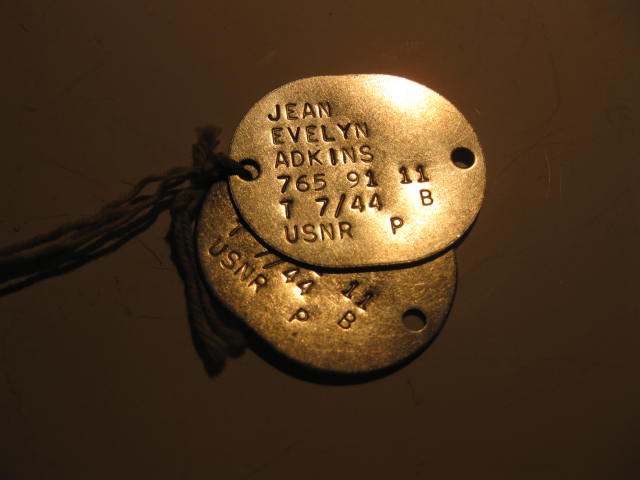 JEAN
EVELYN
ADKINS
765 91 11
T 7/44 B
USNR P
T 7/44 11
USNR P B